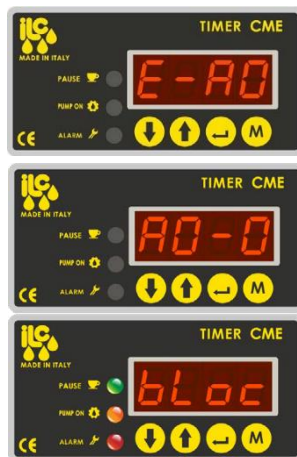 ilc
TIMER CME
MADE IN ITALY
PAUSE
E-A0
PUMP ON
ALARM
CE
M
ilc
TIMER CME
MADE IN ITALY
PAUSE
A0-0
PUMP ON
ALARM
CE
M
ilc
TIMER CME
MADE IN ITALY
PAUSE
bLoc
PUMP ON
ALARM
CE
M